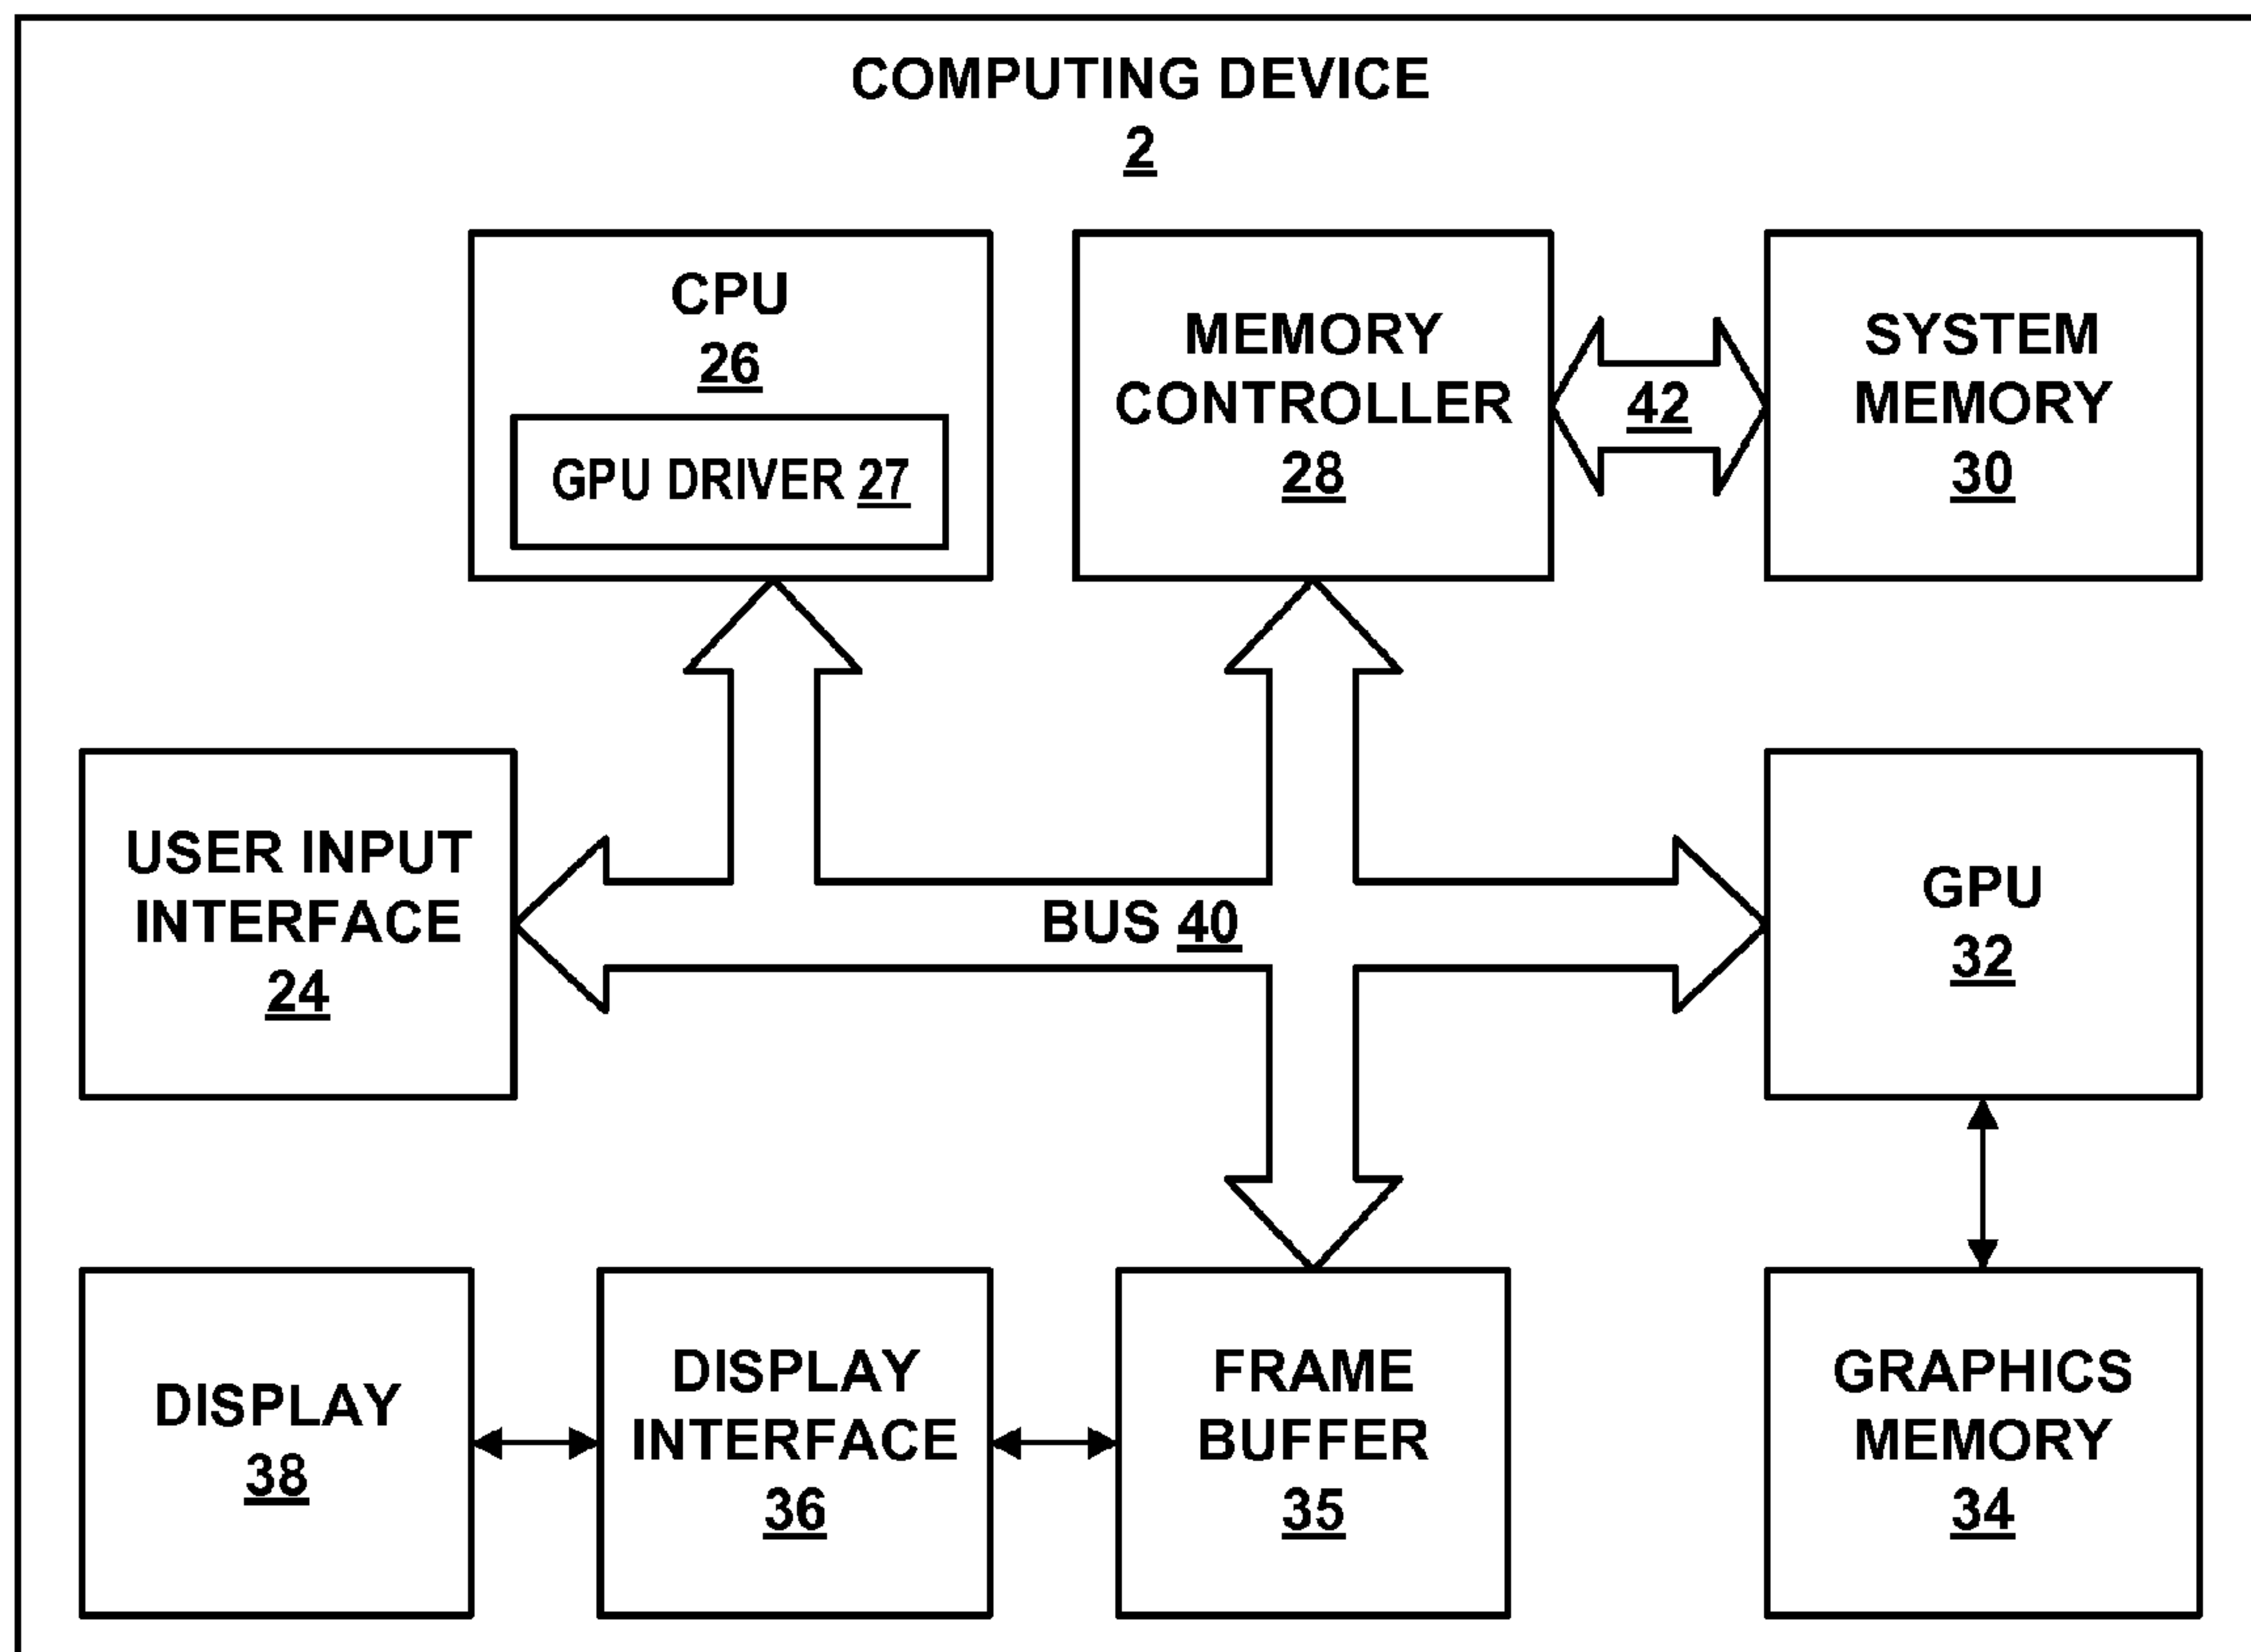 COMPUTING DEVICE
2
CPU
26
GPU DRIVER 27
MEMORY
CONTROLLER
28
42
SYSTEM
MEMORY
30
USER INPUT
INTERFACE
24
BUS 40
GPU
32
DISPLAY
38
DISPLAY
INTERFACE
36
FRAME
BUFFER
35
GRAPHICS
MEMORY
34